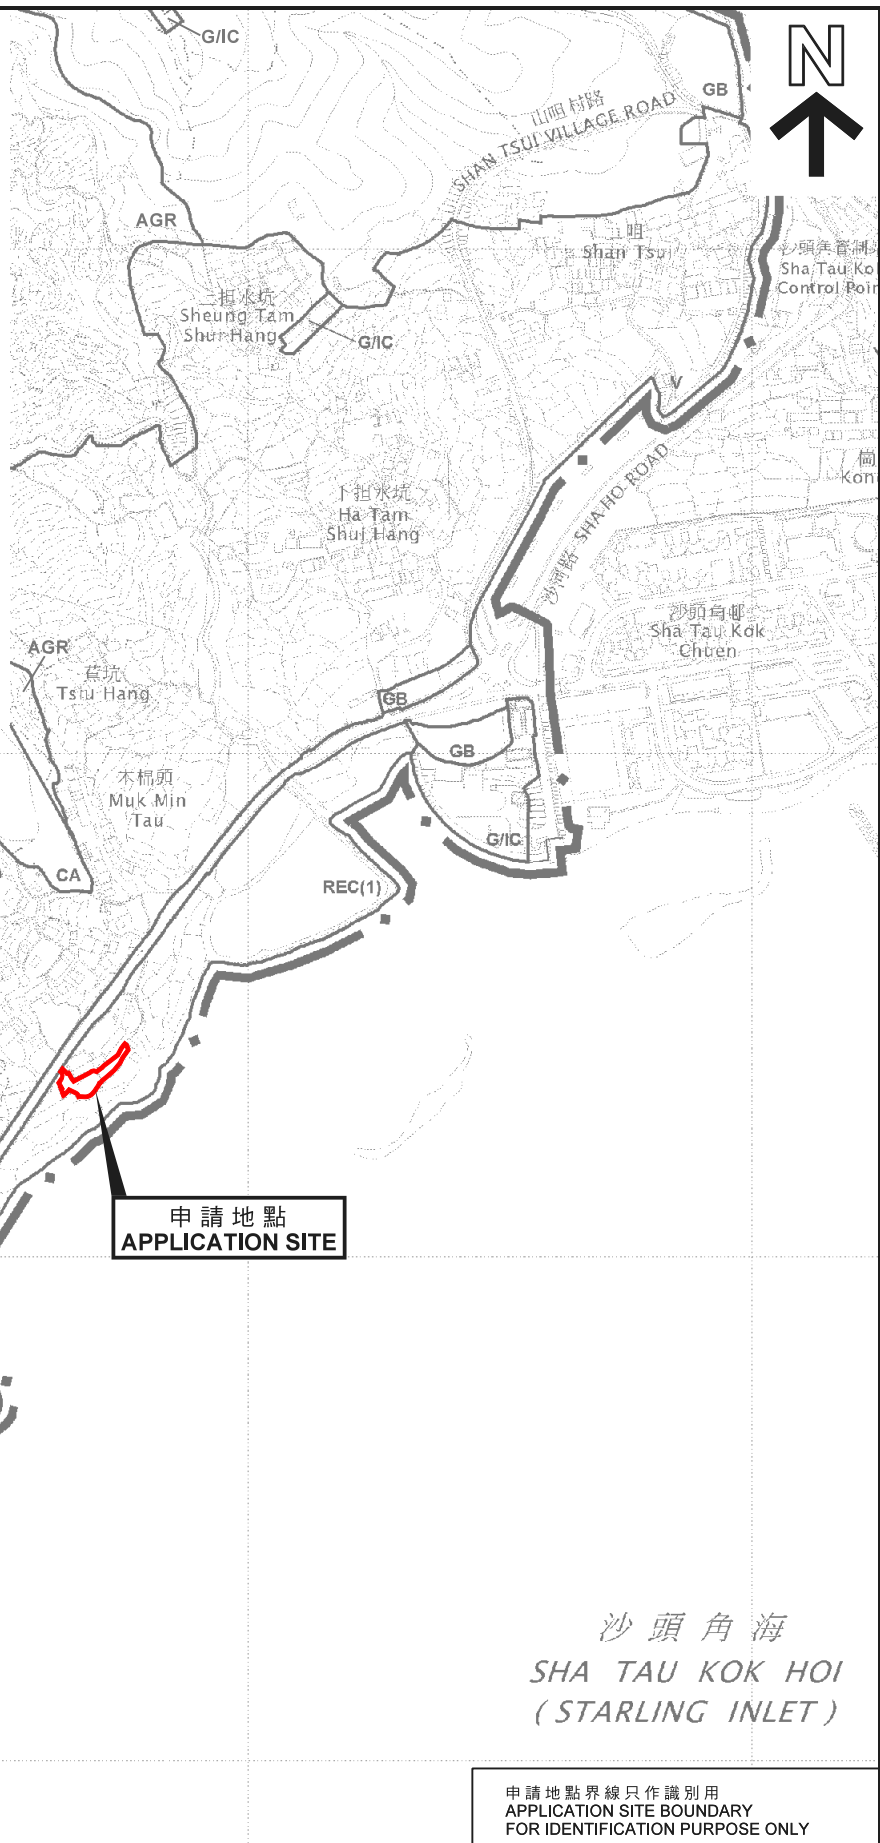 G/IC
N
GB
山咀村路
SHAN TSUI VILLAGE ROAD
AGR
山咀
Shan Tsui
Sha Tau Kok
Control Poin
上担水坑
Sheung Tam
Shui Hang
G/IC
V
沙河路 SHA HO ROAD
Kong
下担水坑
Ha Tam
Shui Hang
沙頭角邨
Sha Tau Kok
Chuen
AGR
蕉坑
Tsiu Hang
GB
GB
木棉頭
Muk Min
Tau
G/IC
CA
REC(1)
申請地點
APPLICATION SITE
沙頭角海
SHA TAU KOK HOI
( STARLING INLET )
申請地點界線只作識別用
APPLICATION SITE BOUNDARY
FOR IDENTIFICATION PURPOSE ONLY